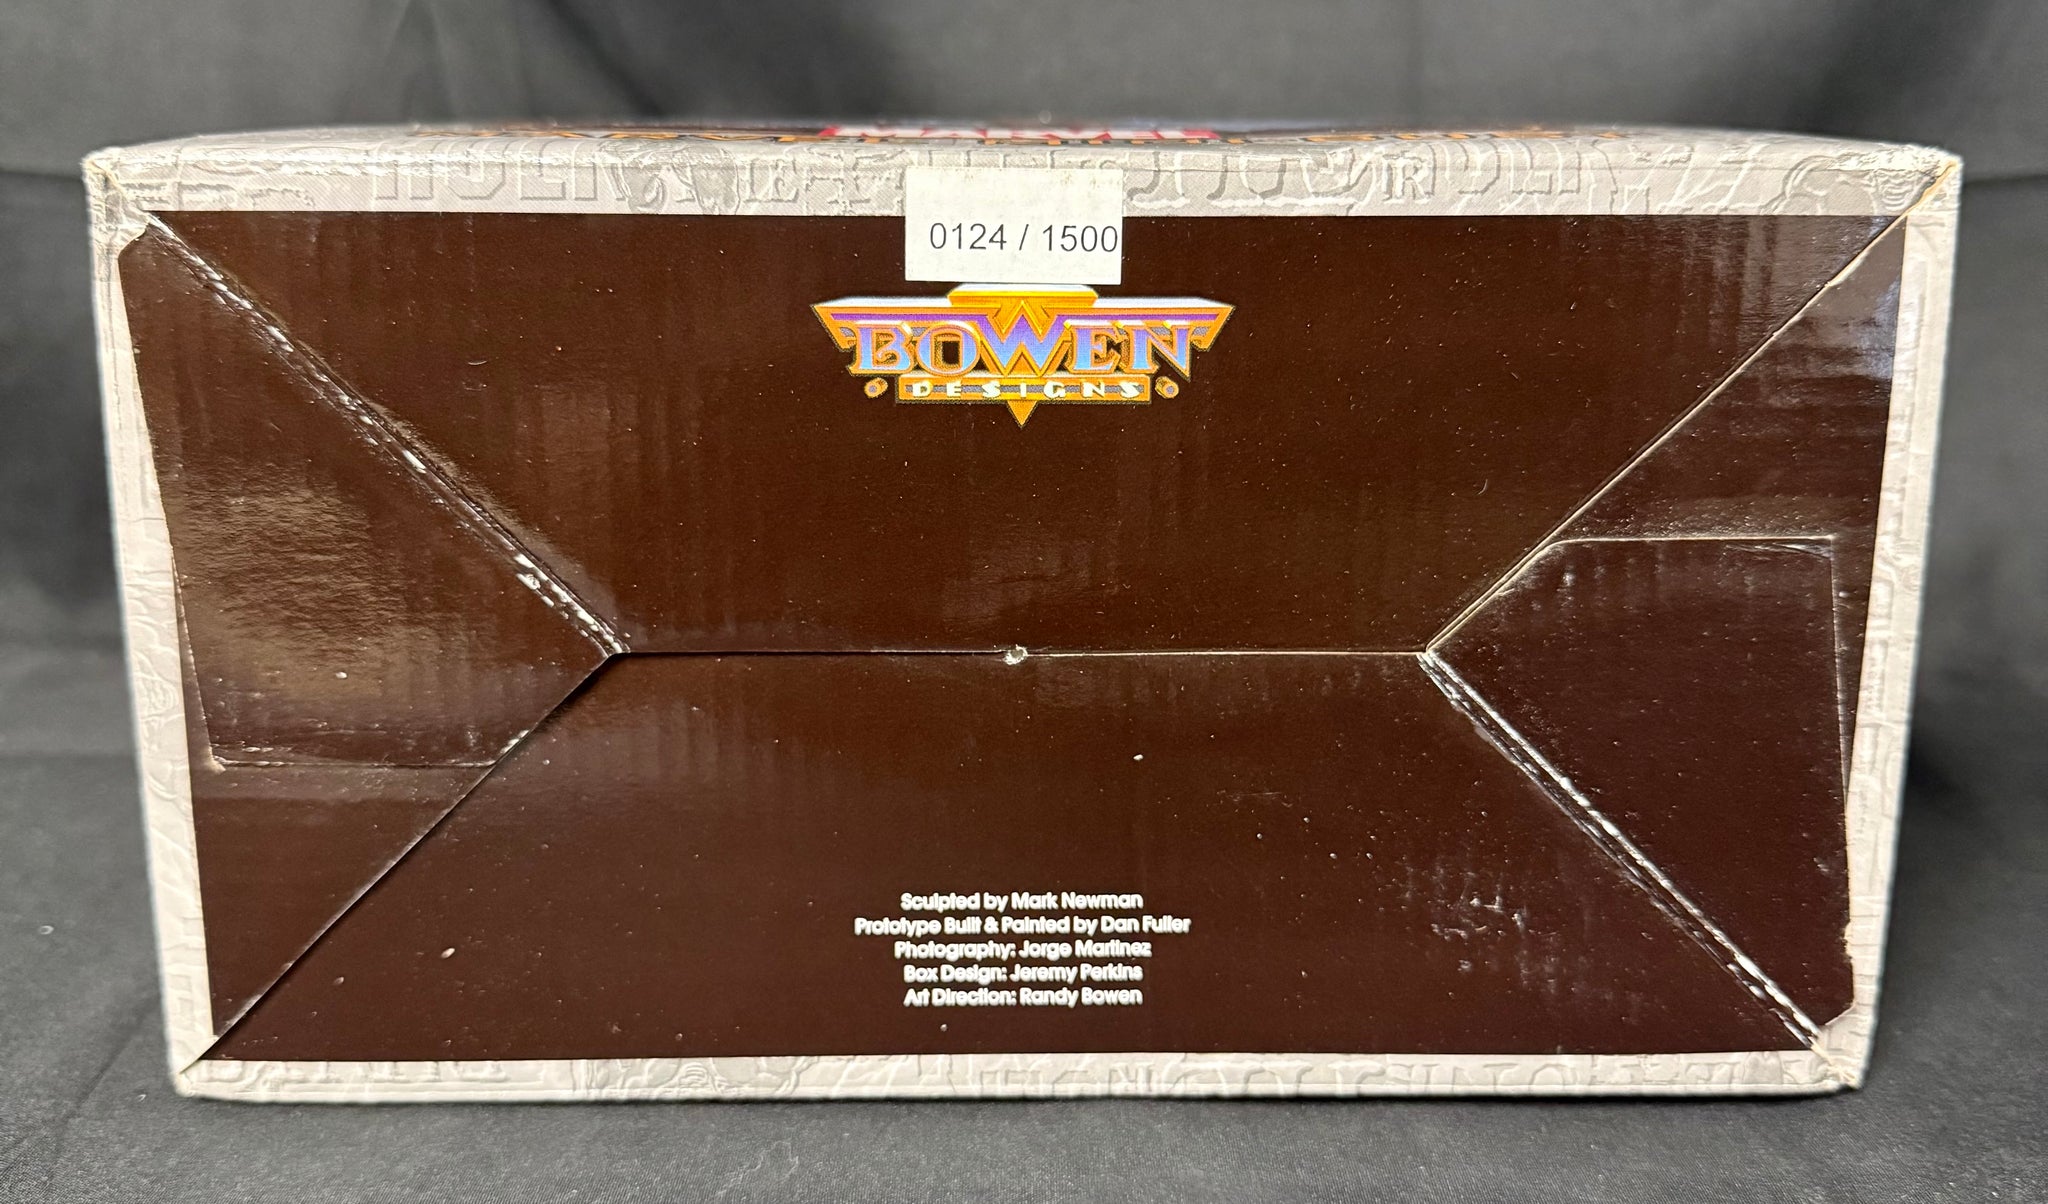 MARVEL
0124 / 1500
BOWEN
DESIGNS
Sculpted by Mark Newman
Prototype Built & Painted by Dan Fuller
Photography: Jorge Martinez
Box Design: Jeremy Perkins
Art Direction: Randy Bowen